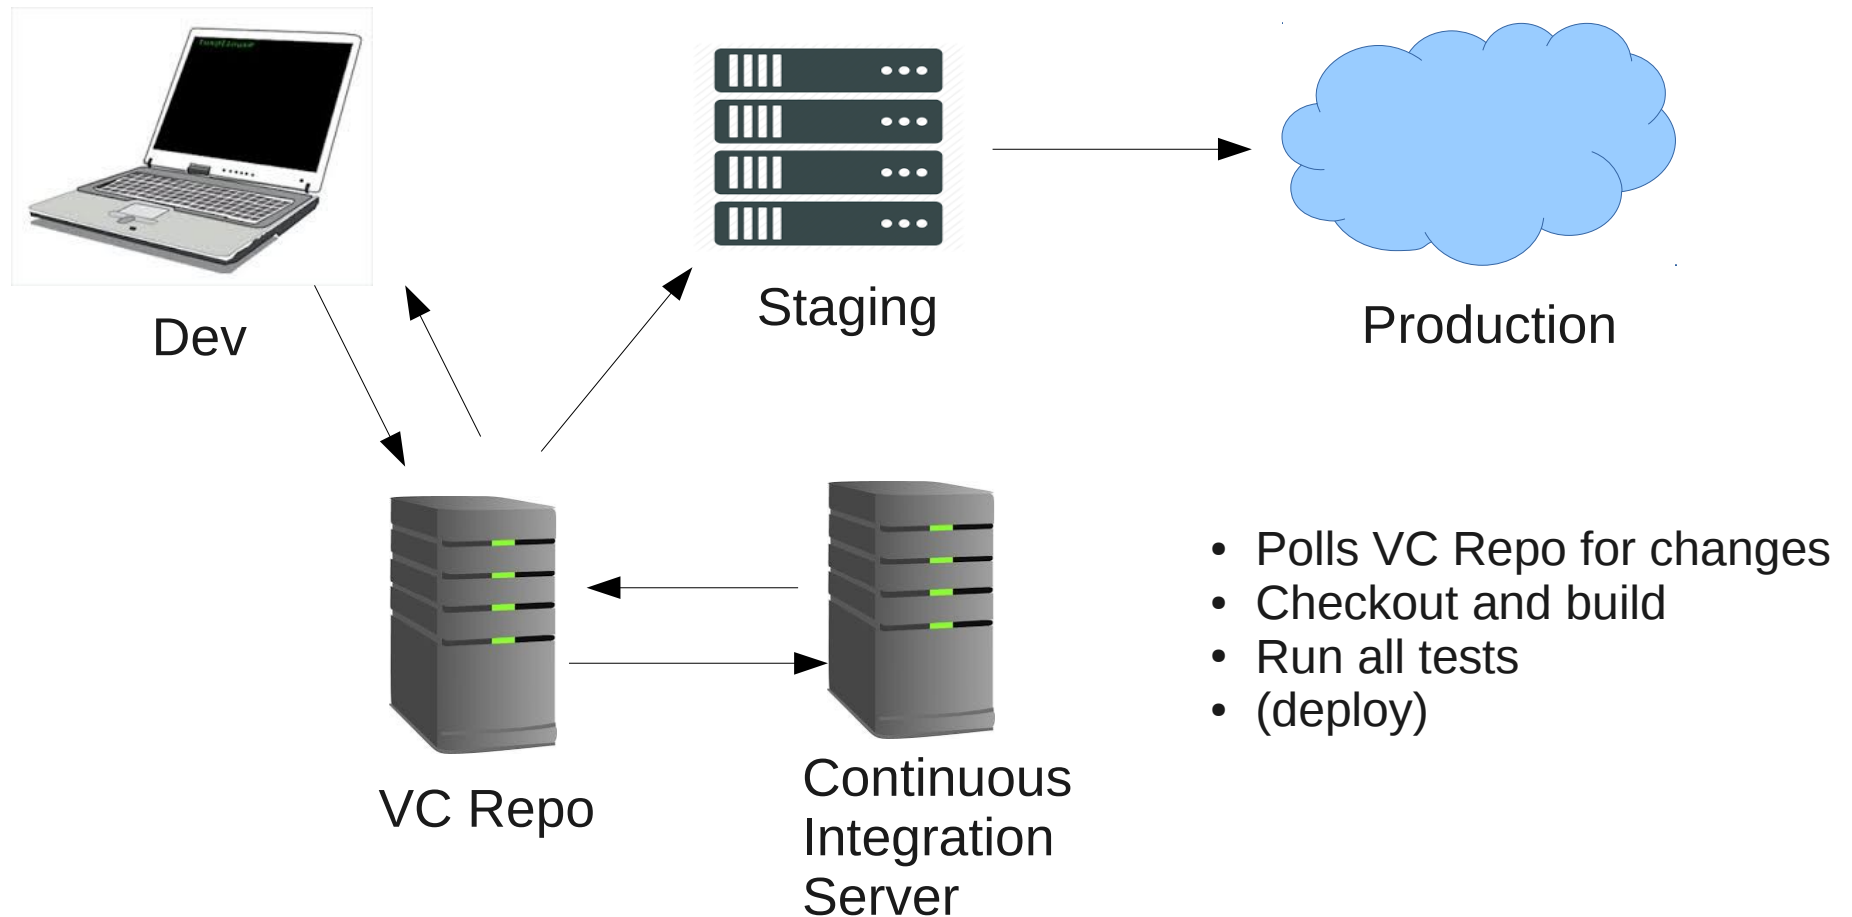 Dev
Staging
Production
VC Repo
Continuous
Integration
Server
• Polls VC Repo for changes
• Checkout and build
• Run all tests
• (deploy)